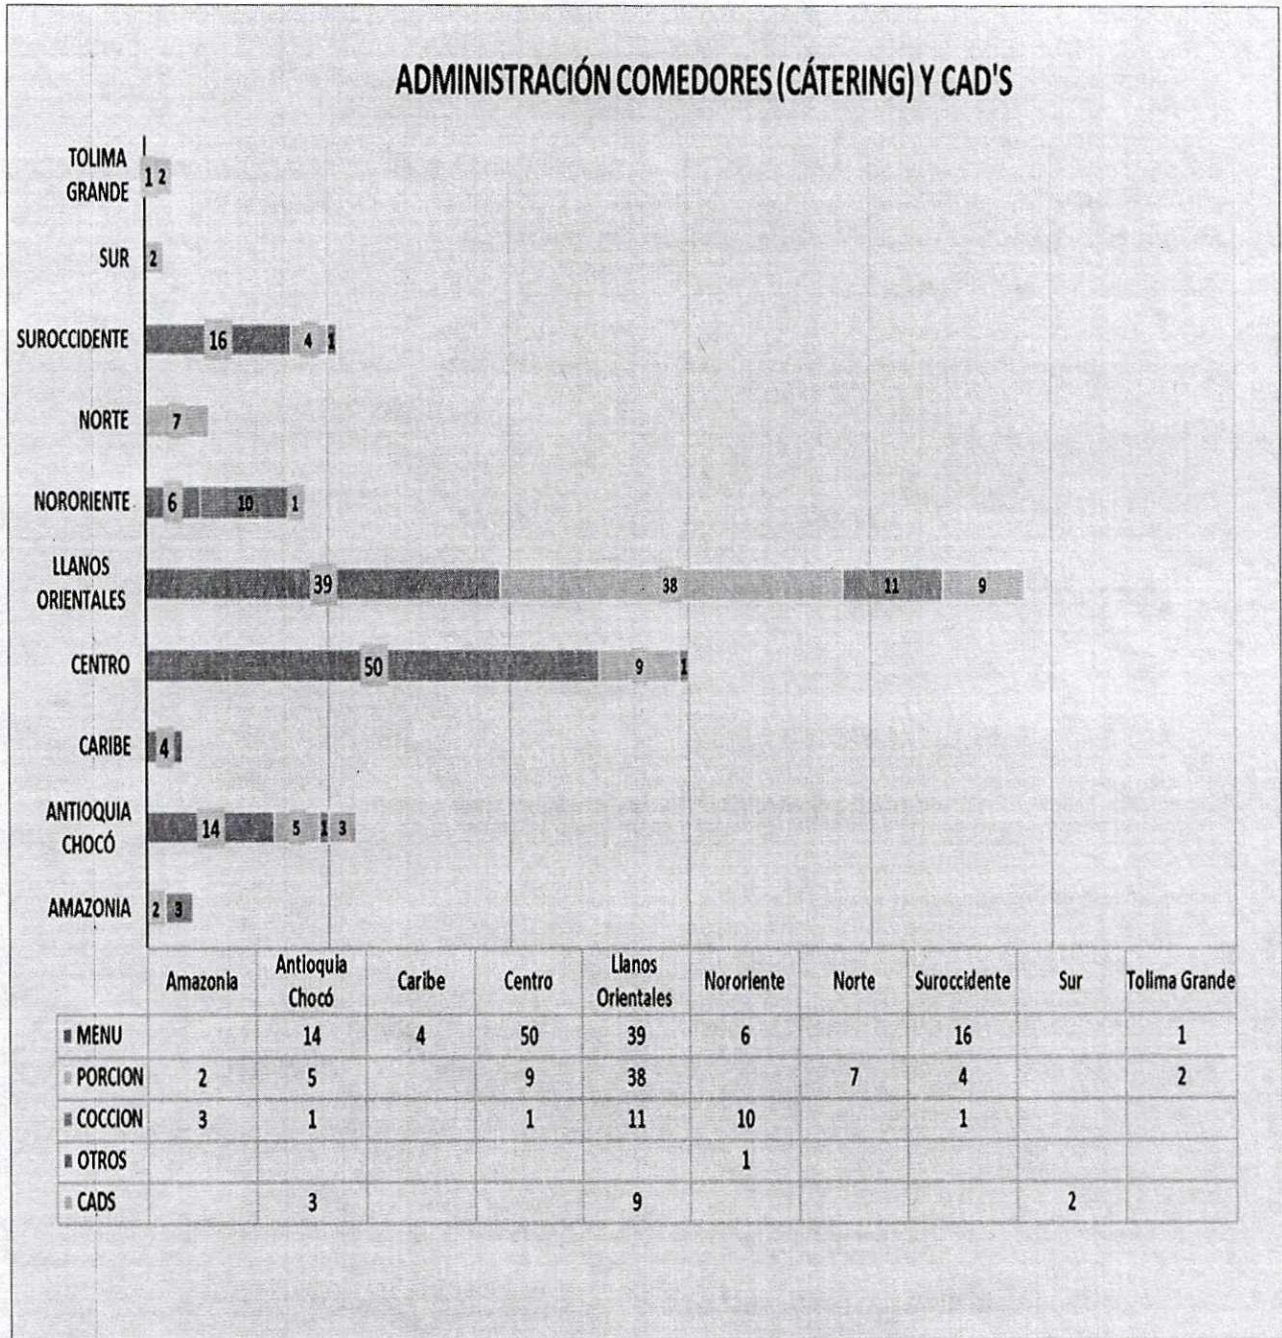 ADMINISTRACIÓN COMEDORES (CÁTERING) Y CAD'S
TOLIMA
GRANDE
1 2
SUR
2
SUROCCIDENTE
16 4 1
NORTE
7
NORORIENTE
6 10 1
LLANOS
ORIENTALES
39 38 11 9
CENTRO
50 9 1
CARIBE
4
ANTIOQUIA
CHOCÓ
14 5 1 3
AMAZONIA
2 3
Amazonia Antioquia Chocó Caribe Centro Llanos Orientales Nororiente Norte Suroccidente Sur Tolima Grande
MENU 14 4 50 39 6 16 1
PORCION 2 5 9 38 7 4 2
COCCION 3 1 1 11 10 1
OTROS 1
CADS 3 9 2